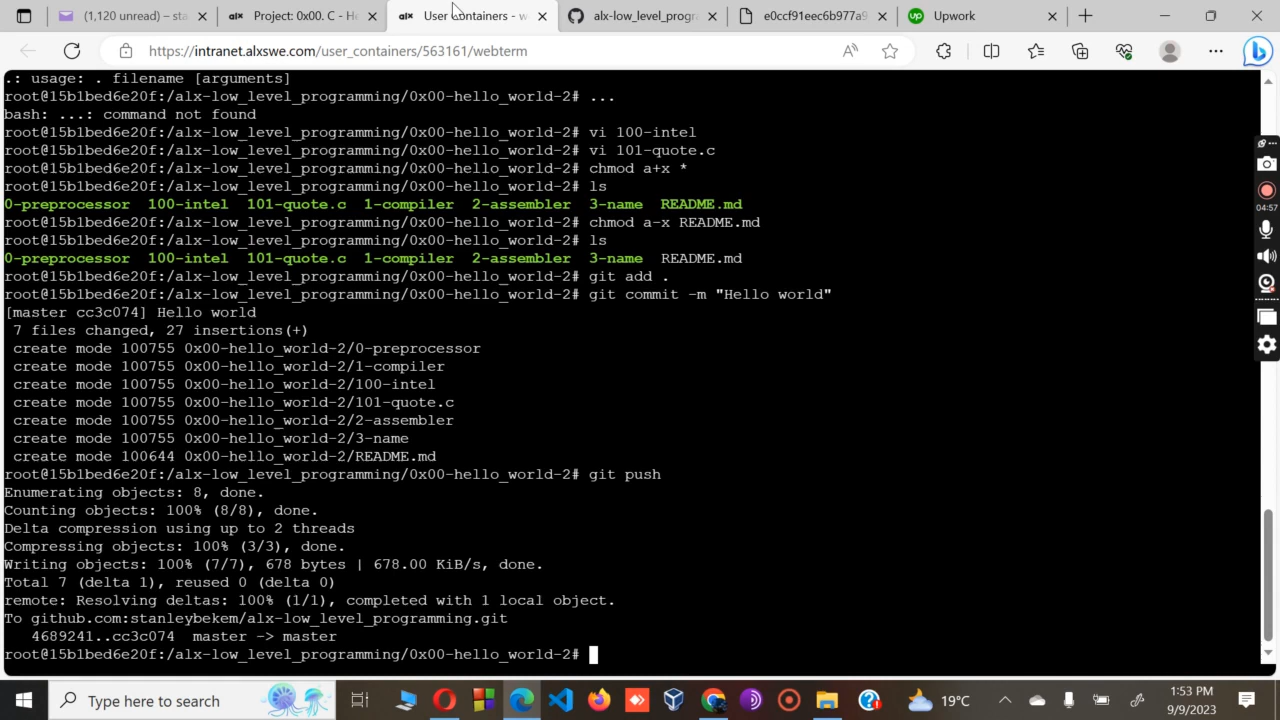 (1,120 unread) – sta
Project: 0x00. C - He
User containers - w
alx-low_level_progr
e0ccf91eec6b977a9
Upwork
https://intranet.alxswe.com/user_containers/563161/webterm
.: usage: . filename [arguments]
root@15b1bed6e20f:/alx-low_level_programming/0x00-hello_world-2# ...
bash: ...: command not found
root@15b1bed6e20f:/alx-low_level_programming/0x00-hello_world-2# vi 100-intel
root@15b1bed6e20f:/alx-low_level_programming/0x00-hello_world-2# vi 101-quote.c
root@15b1bed6e20f:/alx-low_level_programming/0x00-hello_world-2# chmod a+x *
root@15b1bed6e20f:/alx-low_level_programming/0x00-hello_world-2# ls
0-preprocessor 100-intel 101-quote.c 1-compiler 2-assembler 3-name README.md
root@15b1bed6e20f:/alx-low_level_programming/0x00-hello_world-2# chmod a-x README.md
root@15b1bed6e20f:/alx-low_level_programming/0x00-hello_world-2# ls
0-preprocessor 100-intel 101-quote.c 1-compiler 2-assembler 3-name README.md
root@15b1bed6e20f:/alx-low_level_programming/0x00-hello_world-2# git add .
root@15b1bed6e20f:/alx-low_level_programming/0x00-hello_world-2# git commit -m "Hello world"
[master cc3c074] Hello world
7 files changed, 27 insertions(+)
create mode 100755 0x00-hello_world-2/0-preprocessor
create mode 100755 0x00-hello_world-2/1-compiler
create mode 100755 0x00-hello_world-2/100-intel
create mode 100755 0x00-hello_world-2/101-quote.c
create mode 100755 0x00-hello_world-2/2-assembler
create mode 100755 0x00-hello_world-2/3-name
create mode 100644 0x00-hello_world-2/README.md
root@15b1bed6e20f:/alx-low_level_programming/0x00-hello_world-2# git push
Enumerating objects: 8, done.
Counting objects: 100% (8/8), done.
Delta compression using up to 2 threads
Compressing objects: 100% (3/3), done.
Writing objects: 100% (7/7), 678 bytes | 678.00 KiB/s, done.
Total 7 (delta 1), reused 0 (delta 0)
remote: Resolving deltas: 100% (1/1), completed with 1 local object.
To github.com:stanleybekem/alx-low_level_programming.git
4689241..cc3c074 master -> master
root@15b1bed6e20f:/alx-low_level_programming/0x00-hello_world-2#
04:57
Type here to search
19°C
1:53 PM
9/9/2023